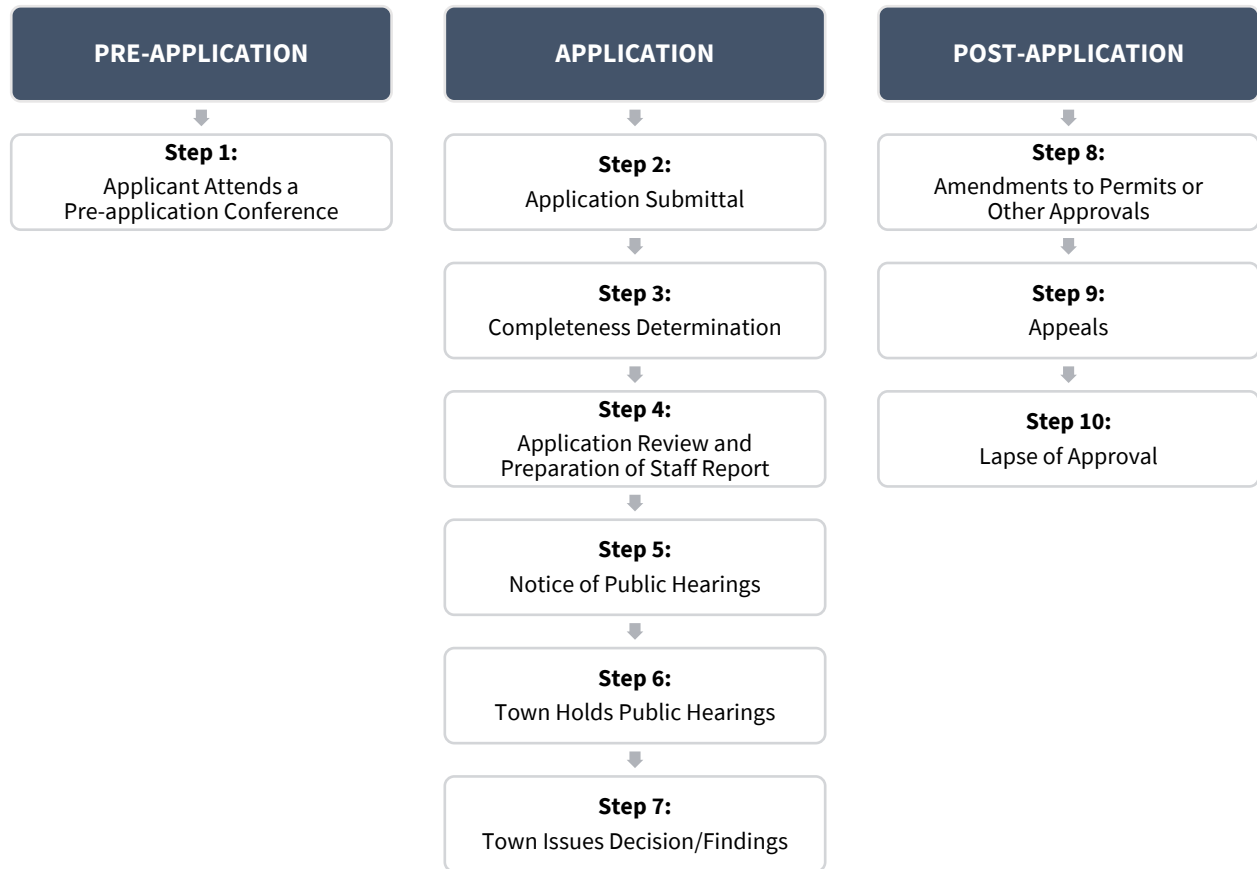 PRE-APPLICATION
Step 1:
Applicant Attends a
Pre-application Conference
APPLICATION
Step 2:
Application Submittal
Step 3:
Completeness Determination
Step 4:
Application Review and
Preparation of Staff Report
Step 5:
Notice of Public Hearings
Step 6:
Town Holds Public Hearings
Step 7:
Town Issues Decision/Findings
POST-APPLICATION
Step 8:
Amendments to Permits or
Other Approvals
Step 9:
Appeals
Step 10:
Lapse of Approval